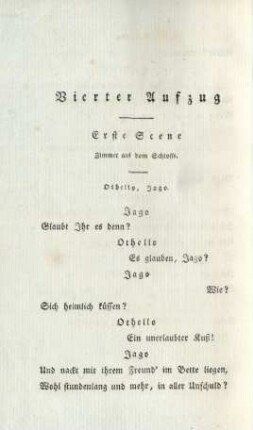 Vierter Aufzug
Erste Scene
Zimmer auf dem Schlosse.
Othello, Jago.
Jago
Glaubt Ihr es denn?
Othello
Es glauben, Jago?
Jago
Wie?
Sich heimlich küssen?
Othello
Ein unerlaubter Kuß!
Jago
Und nackt mit ihrem Freund' im Bette liegen,
Wohl stundenlang und mehr, in aller Unschuld?